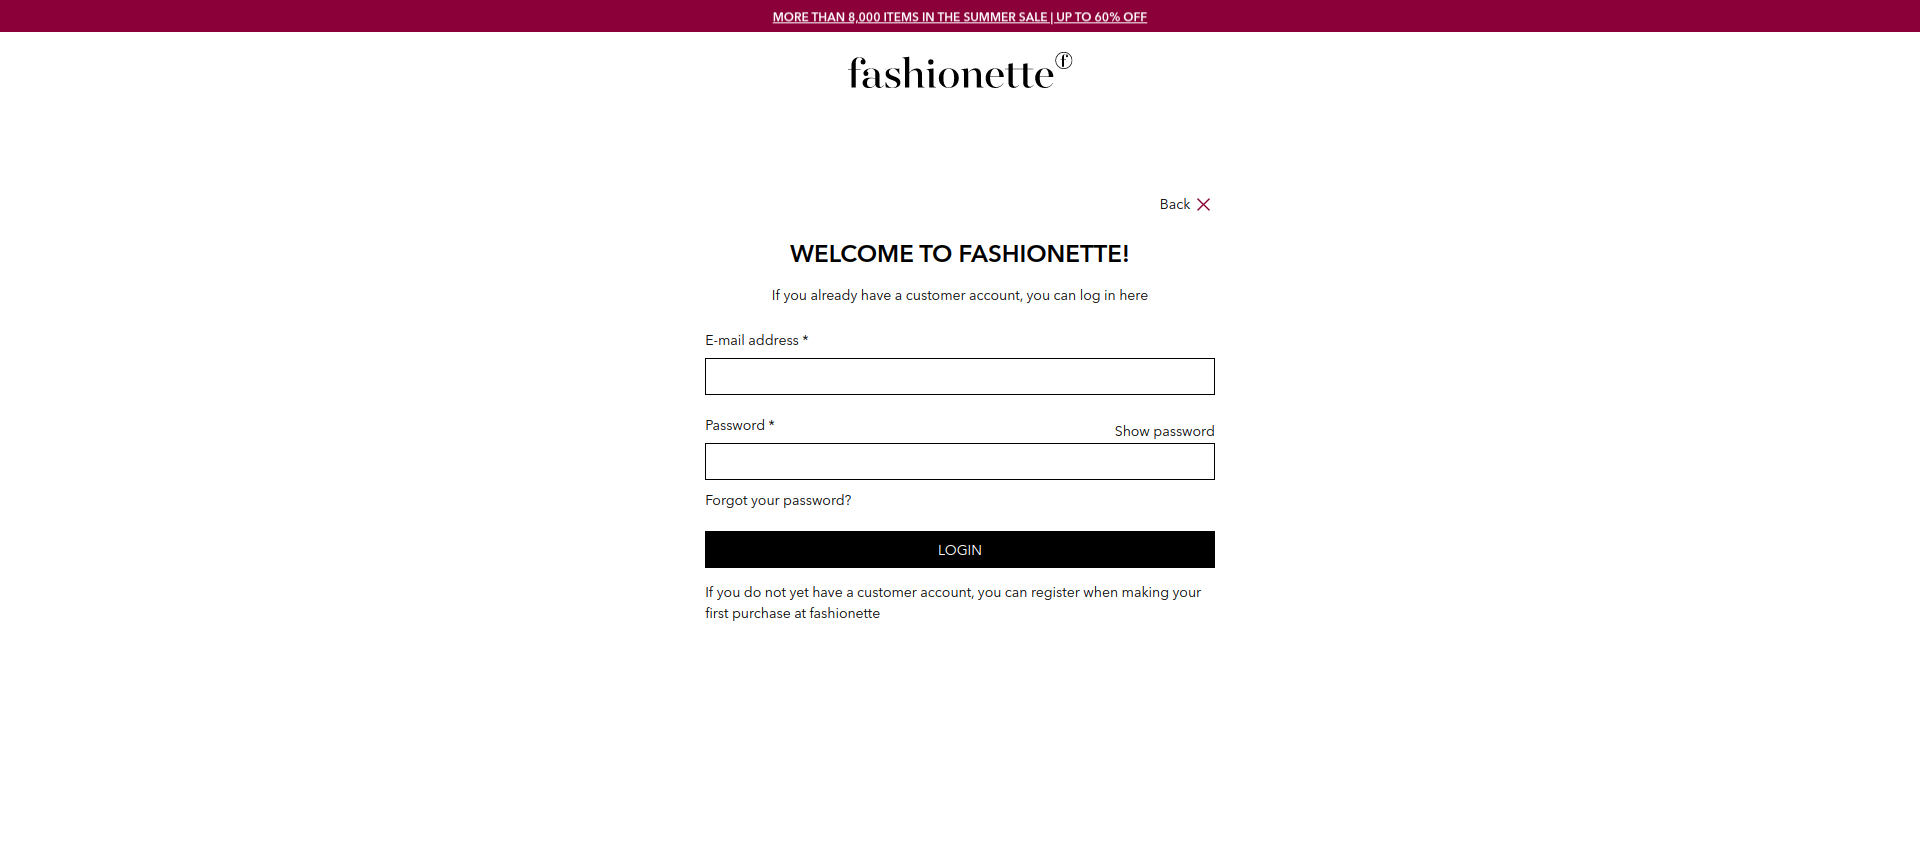 MORE THAN 8,000 ITEMS IN THE SUMMER SALE | UP TO 60% OFF
fashionette f
Back
WELCOME TO FASHIONETTE!
If you already have a customer account, you can log in here
E-mail address *
Password *
Show password
Forgot your password?
LOGIN
If you do not yet have a customer account, you can register when making your
first purchase at fashionette